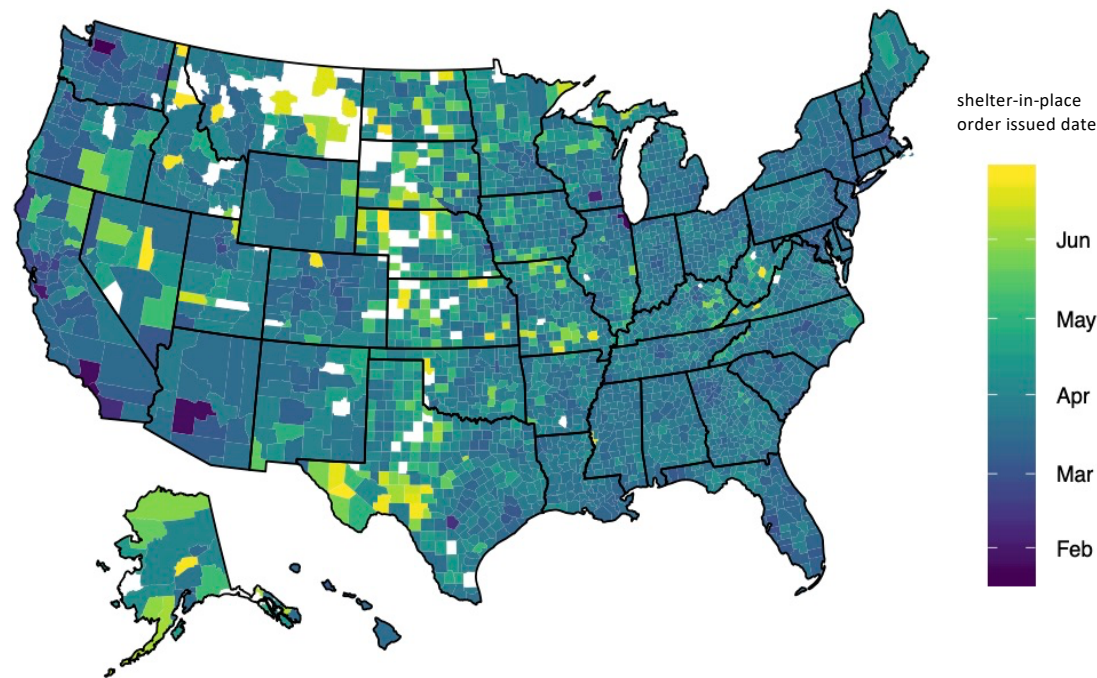 shelter-in-place
order issued date
Jun
May
Apr
Mar
Feb